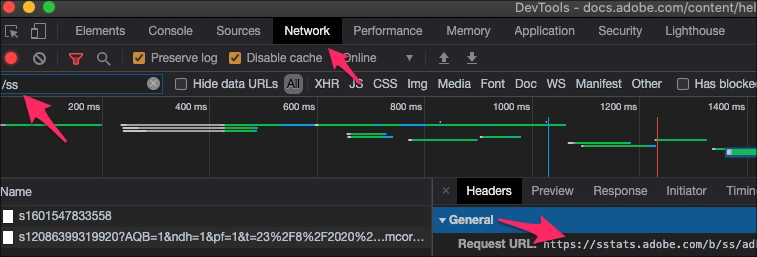 DevTools - docs.adobe.com/content/hel
Elements Console Sources Network Performance Memory Application Security Lighthouse
Preserve log Disable cache Online
/ss Hide data URLs All XHR JS CSS Img Media Font Doc WS Manifest Other Has blocked
200 ms 400 ms 600 ms 800 ms 1000 ms 1200 ms 1400 ms
Name Headers Preview Response Initiator Timing
s1601547833558 General
s12086399319920?AQB=1&ndh=1&pf=1&t=23%2F8%2F2020%2...mcor... Request URL: https://sstats.adobe.com/b/ss/ad